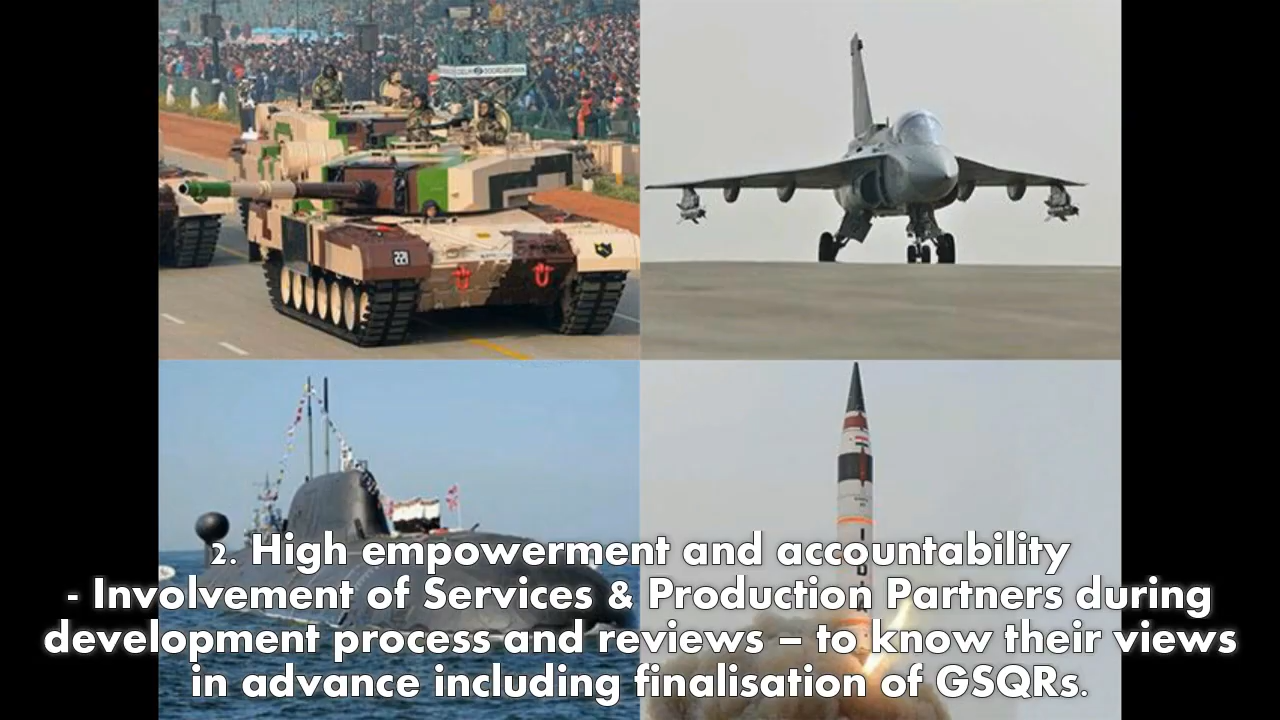 221
2. High empowerment and accountability
- Involvement of Services & Production Partners during
development process and reviews – to know their views
in advance including finalisation of GSQRs.